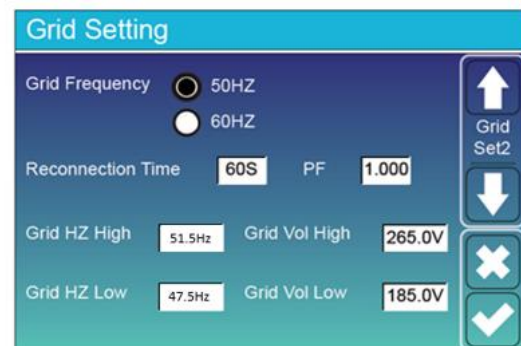 Grid Setting
Grid Frequency 50HZ
60HZ
Grid
Set2
Reconnection Time 60S PF 1.000
Grid HZ High 51.5Hz Grid Vol High 265.0V
Grid HZ Low 47.5Hz Grid Vol Low 185.0V